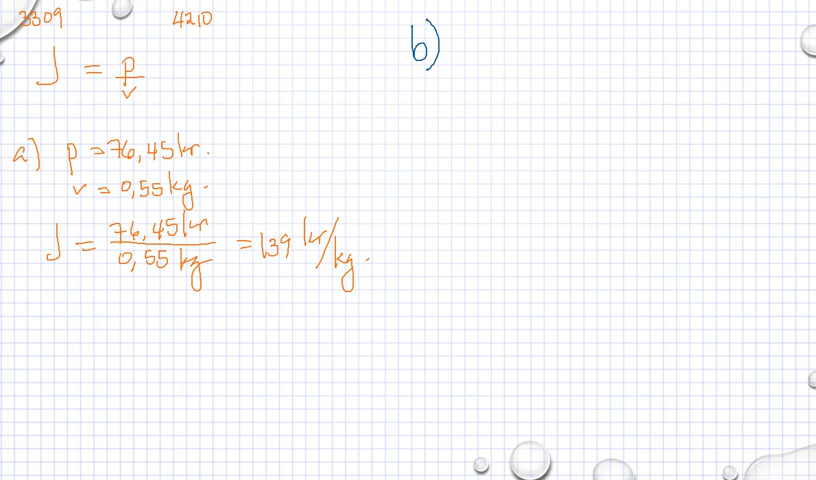 3309 4210
J = p/v
a) p = 76,45 kr.
v = 0,55 kg.
J = 76,45 kr / 0,55 kg = 139 kr/kg.
b)